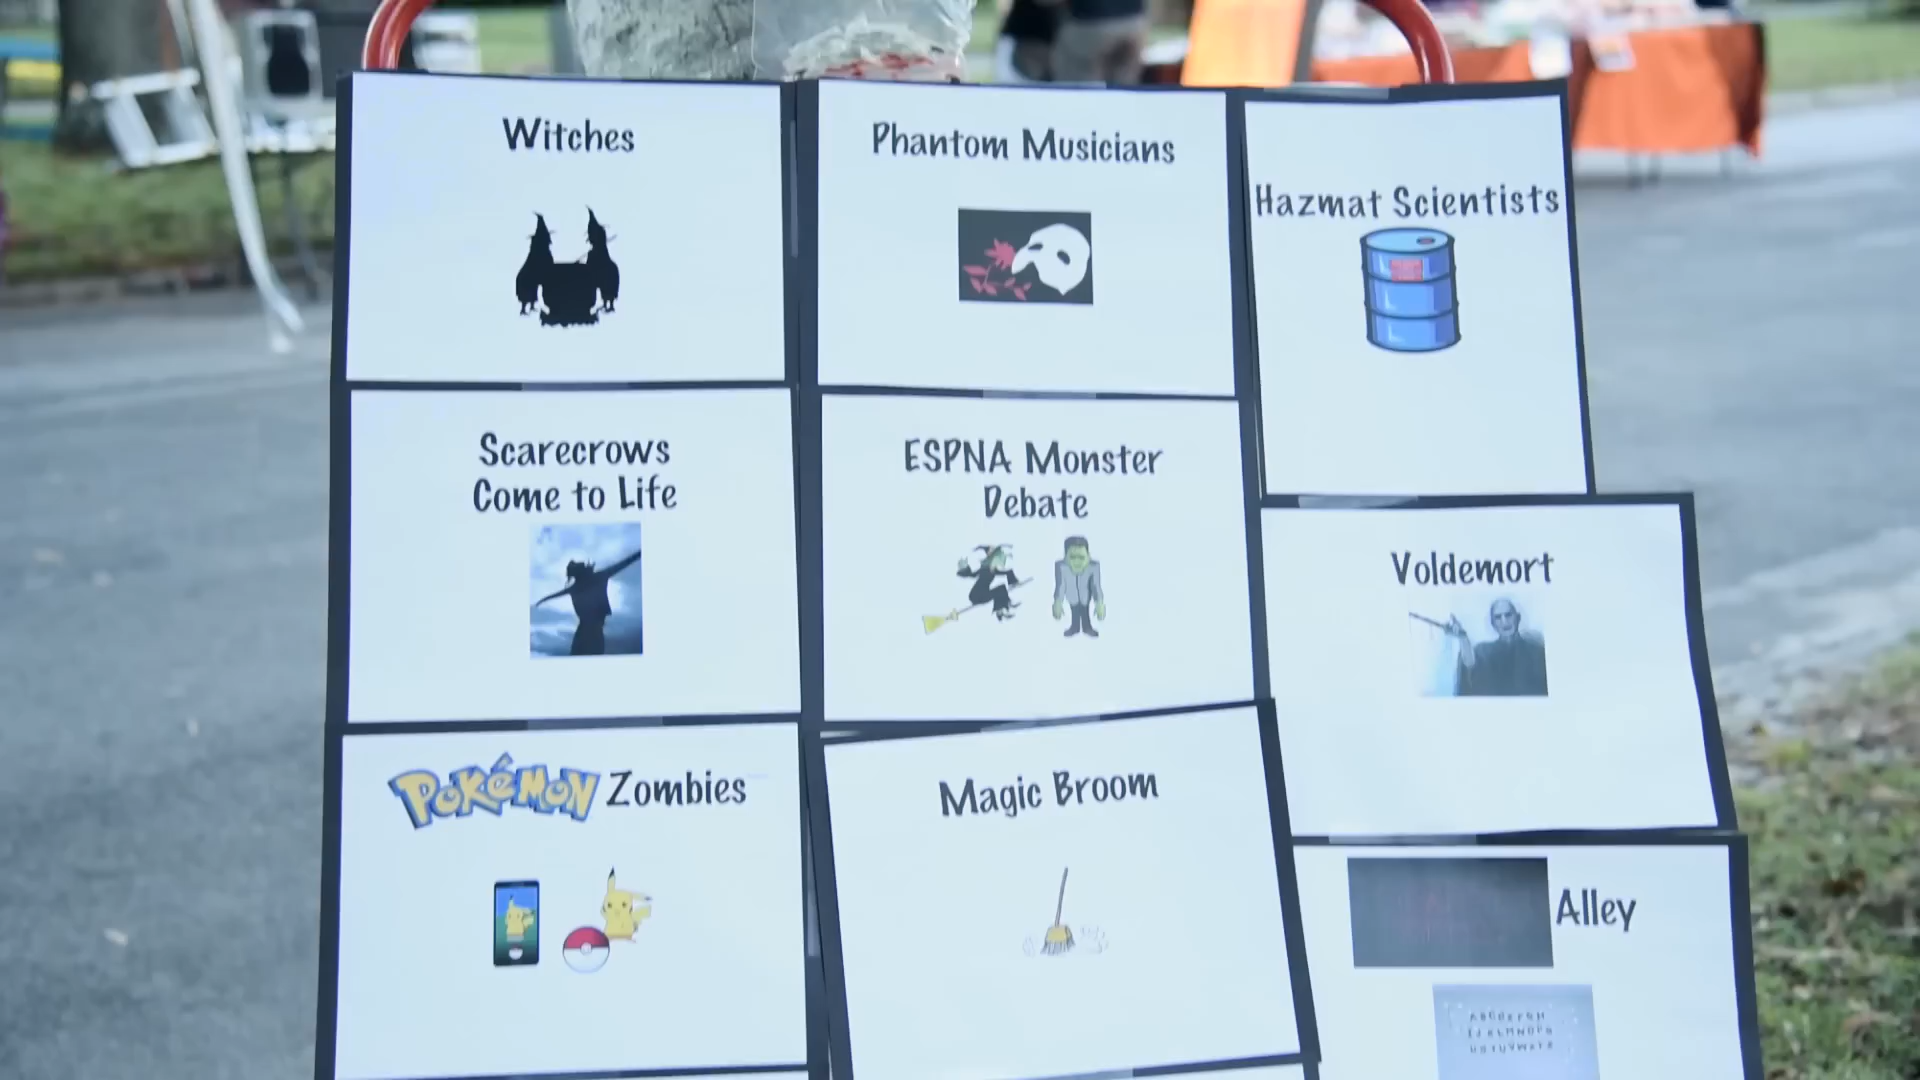 Witches
Phantom Musicians
Hazmat Scientists
Scarecrows
Come to Life
ESPNA Monster
Debate
Voldemort
POKéMON Zombies
Magic Broom
Alley